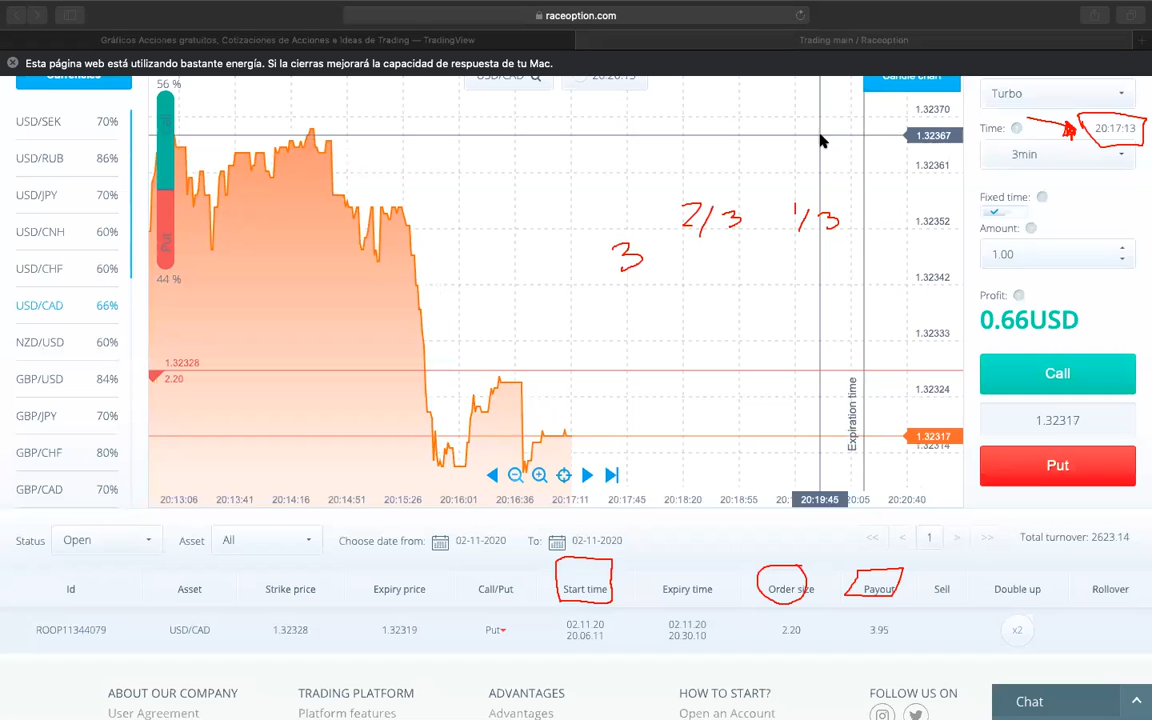 raceoption.com
Gráficos Acciones gratuitos, Cotizaciones de Acciones e Ideas de Trading — TradingView
Trading main / Raceoption
Esta página web está utilizando bastante energía. Si la cierras mejorará la capacidad de respuesta de tu Mac.
Currencies
USD/CAD
Candle chart
56 %
USD/SEK 70%
USD/RUB 86%
USD/JPY 70%
USD/CNH 60%
USD/CHF 60%
USD/CAD 66%
NZD/USD 60%
GBP/USD 84%
GBP/JPY 70%
GBP/CHF 80%
GBP/CAD 70%
Put
44 %
1.32328
2.20
2/3 1/3
3
Expiration time
1.32370
1.32367
1.32361
1.32352
1.32342
1.32333
1.32324
1.32317
1.32314
20:13:06 20:13:41 20:14:16 20:14:51 20:15:26 20:16:01 20:16:36 20:17:11 20:17:45 20:18:20 20:18:55 20:19:45 20:05 20:20:40
Turbo
Time: 20:17:13
3min
Fixed time:
Amount:
1.00
Profit:
0.66USD
Call
1.32317
Put
Status Open Asset All Choose date from: 02-11-2020 To: 02-11-2020 << < 1 > >> Total turnover: 2623.14
Id Asset Strike price Expiry price Call/Put Start time Expiry time Order size Payout Sell Double up Rollover
ROOP11344079 USD/CAD 1.32328 1.32319 Put 02.11.20 20.06.11 02.11.20 20.30.10 2.20 3.95 x2
ABOUT OUR COMPANY TRADING PLATFORM ADVANTAGES HOW TO START? FOLLOW US ON
User Agreement Platform features Advantages Open an Account
Chat